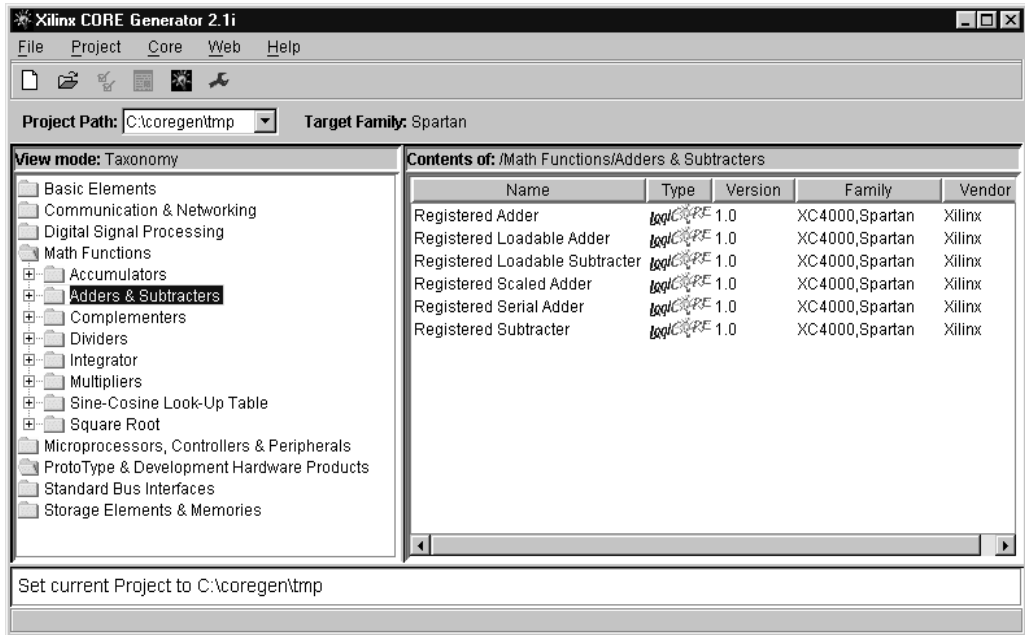 Xilinx CORE Generator 2.1i
File Project Core Web Help
Project Path: C:\coregen\tmp Target Family: Spartan
View mode: Taxonomy
Basic Elements
Communication & Networking
Digital Signal Processing
Math Functions
Accumulators
Adders & Subtracters
Complementers
Dividers
Integrator
Multipliers
Sine-Cosine Look-Up Table
Square Root
Microprocessors, Controllers & Peripherals
ProtoType & Development Hardware Products
Standard Bus Interfaces
Storage Elements & Memories
Contents of: /Math Functions/Adders & Subtracters
Name Type Version Family Vendor
Registered Adder logiCORE 1.0 XC4000,Spartan Xilinx
Registered Loadable Adder logiCORE 1.0 XC4000,Spartan Xilinx
Registered Loadable Subtracter logiCORE 1.0 XC4000,Spartan Xilinx
Registered Scaled Adder logiCORE 1.0 XC4000,Spartan Xilinx
Registered Serial Adder logiCORE 1.0 XC4000,Spartan Xilinx
Registered Subtracter logiCORE 1.0 XC4000,Spartan Xilinx
Set current Project to C:\coregen\tmp